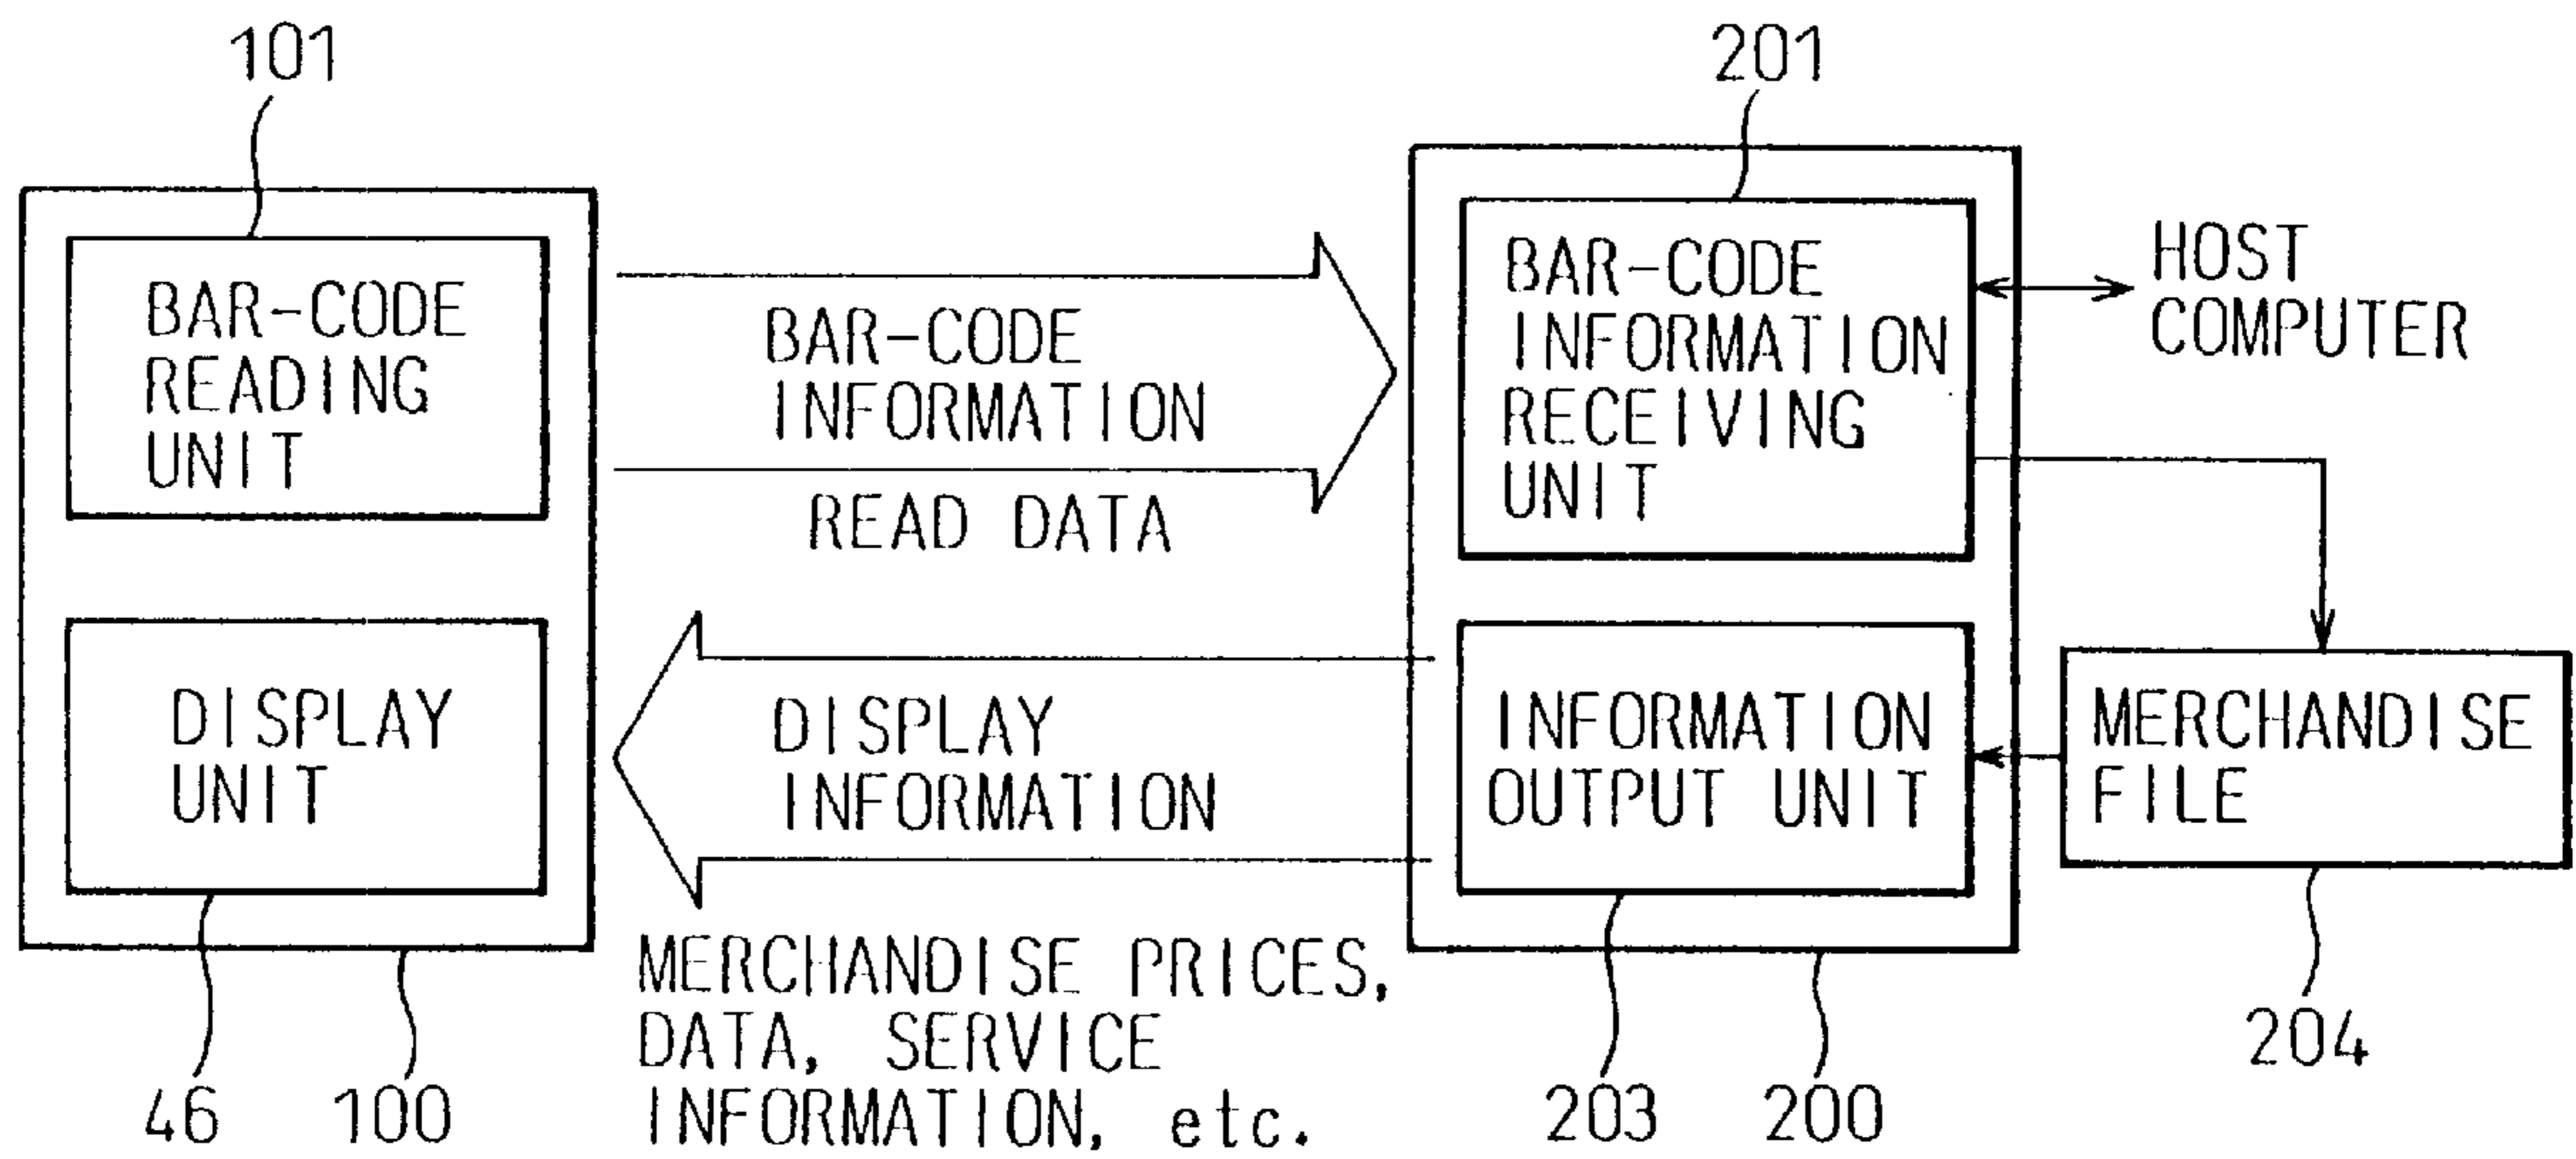 101
201
BAR-CODE
READING
UNIT
BAR-CODE
INFORMATION
READ DATA
BAR-CODE
INFORMATION
RECEIVING
UNIT
HOST
COMPUTER
DISPLAY
UNIT
DISPLAY
INFORMATION
INFORMATION
OUTPUT UNIT
MERCHANDISE
FILE
MERCHANDISE PRICES,
DATA, SERVICE
INFORMATION, etc.
46
100
203
200
204